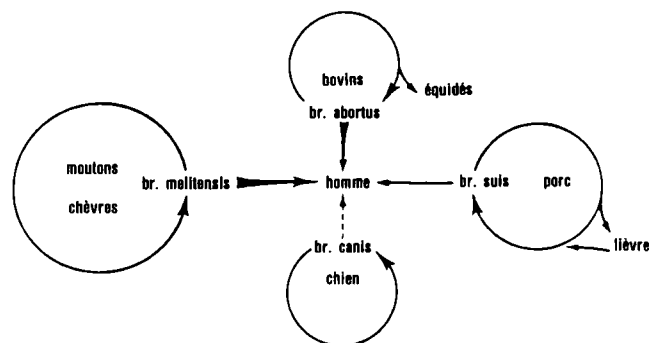 bovins
équidés
br. abortus
moutons
br. melitensis
homme
br. suis
porc
chèvres
lièvre
br. canis
chien